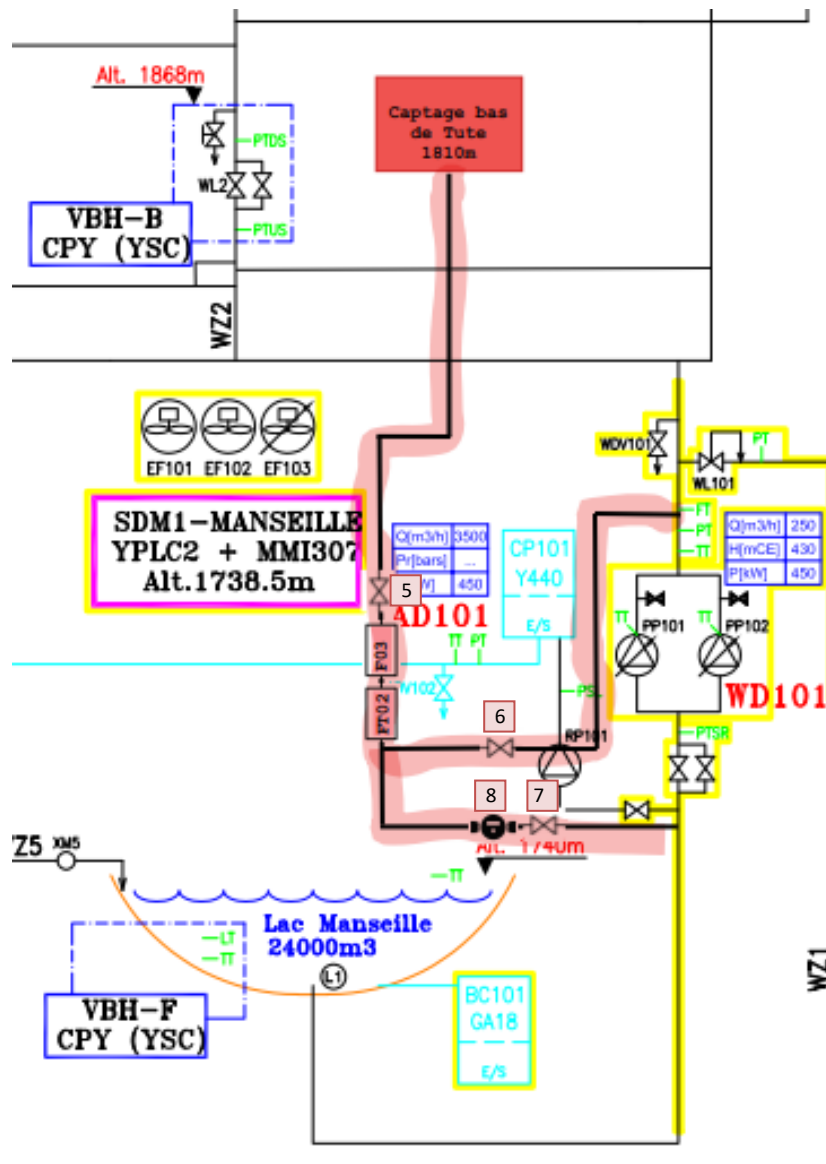 Alt. 1868m
PTDS
WL2
PTUS
VBH-B
CPY (YSC)
WZ2
Captage bas
de Tute
1810m
EF101 EF102 EF103
SDM1-MANSEILLE
YPLC2 + MMI307
Alt.1738.5m
Q[m3/h] 3500
Pr[bars] ...
W] 450
5
AD101
F03
FT02
CP101
Y440
E/S
TT PT
V102
PS
6
RP101
8
7
WDV101
WL101
PT
FT
PT
TT
Q[m3/h] 250
H[mCE] 430
P[kW] 450
TT
PP101
TT
PP102
WD101
PTSR
Alt. 1740m
Z5
XM5
TT
Lac Manseille
24000m3
LT
TT
L1
VBH-F
CPY (YSC)
BC101
GA18
E/S
WZ1